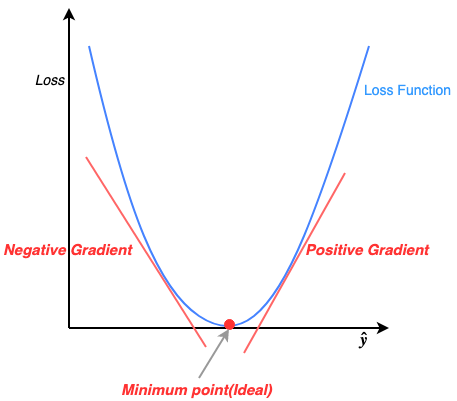 Loss
Loss Function
Negative Gradient
Positive Gradient
ŷ
Minimum point(Ideal)